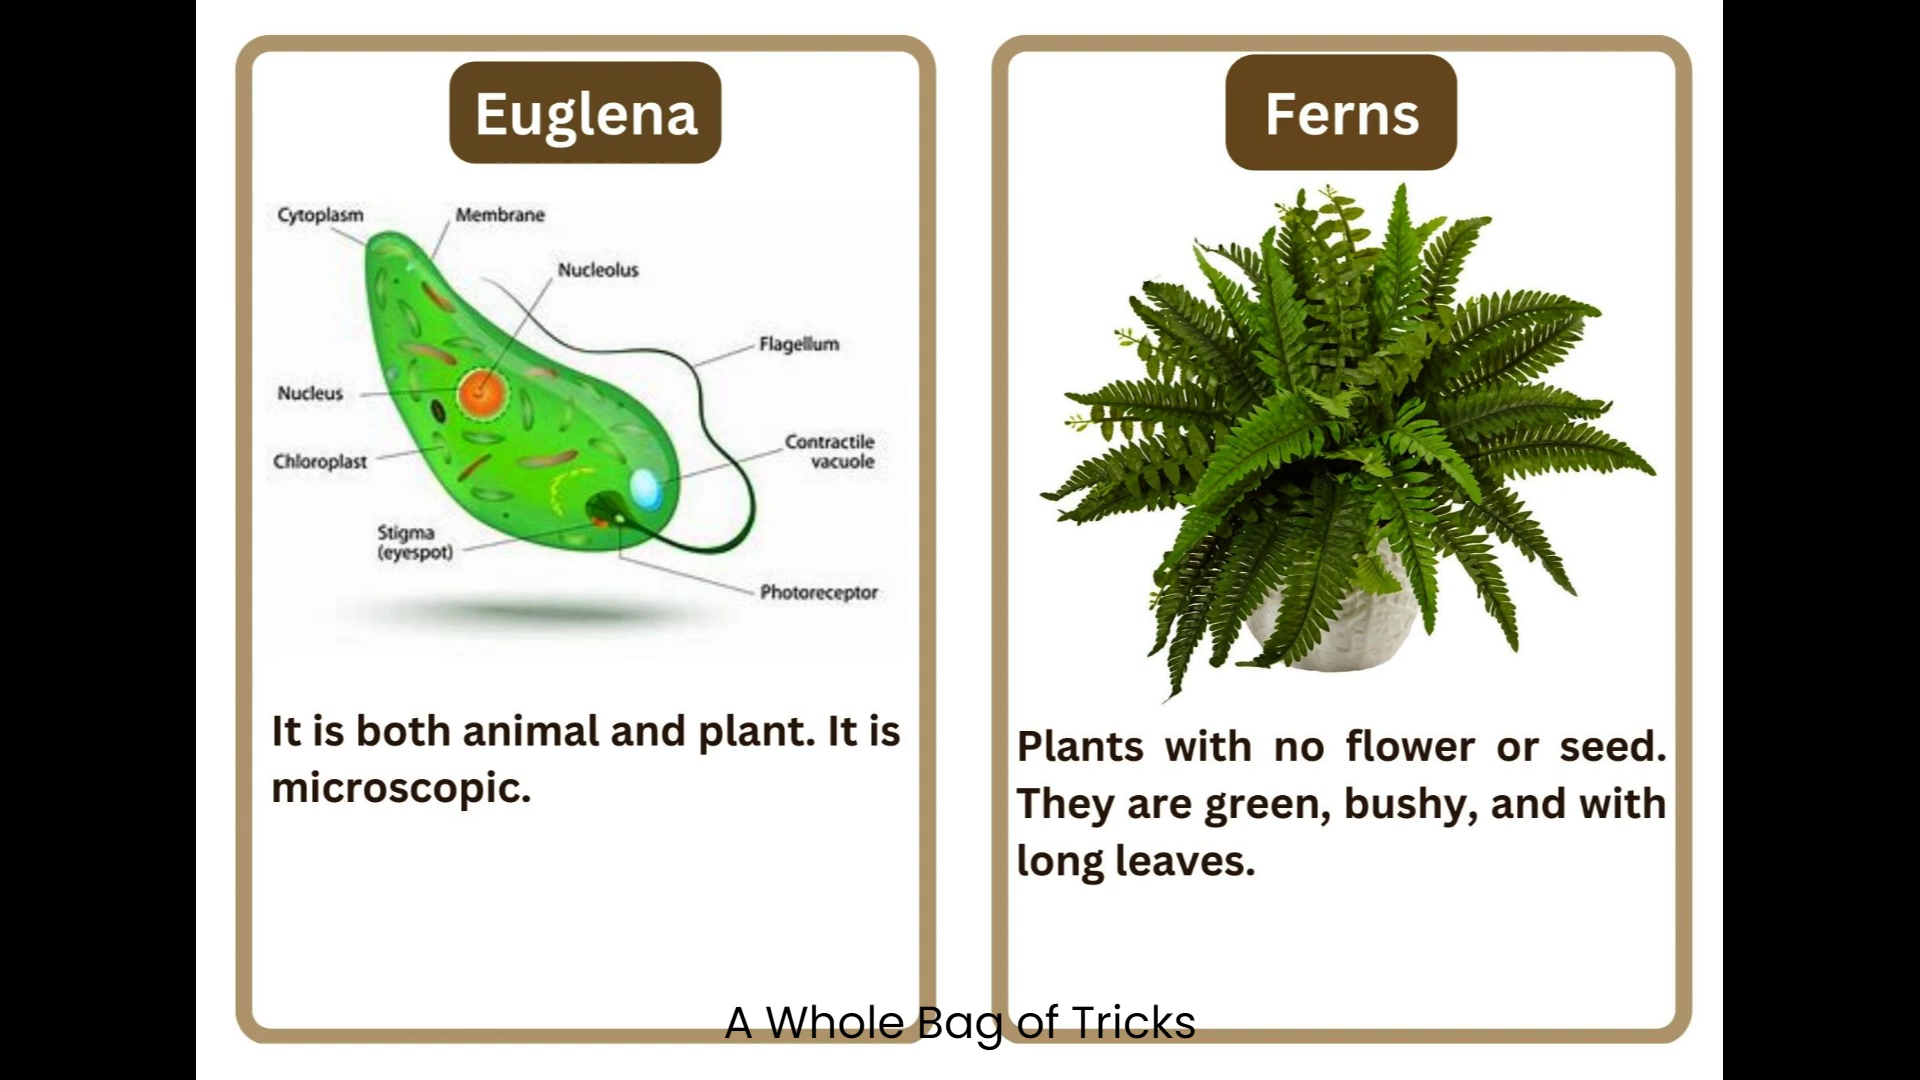 Euglena
Cytoplasm
Membrane
Nucleolus
Flagellum
Nucleus
Contractile
vacuole
Chloroplast
Stigma
(eyespot)
Photoreceptor
It is both animal and plant. It is
microscopic.
Ferns
Plants with no flower or seed.
They are green, bushy, and with
long leaves.
A Whole Bag of Tricks